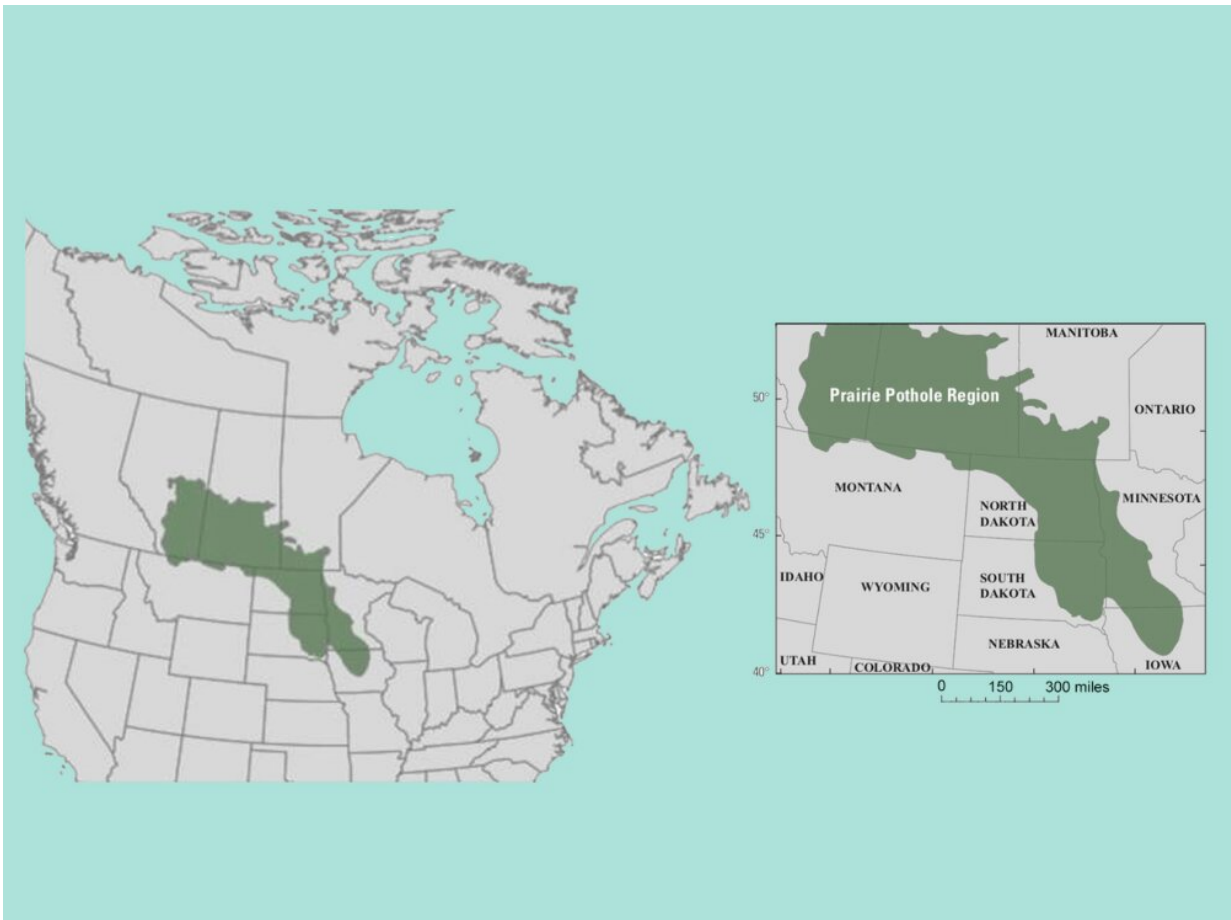 MANITOBA
50°
Prairie Pothole Region
ONTARIO
MONTANA
MINNESOTA
NORTH
DAKOTA
45°
IDAHO
WYOMING
SOUTH
DAKOTA
NEBRASKA
UTAH
COLORADO
IOWA
40°
0 150 300 miles